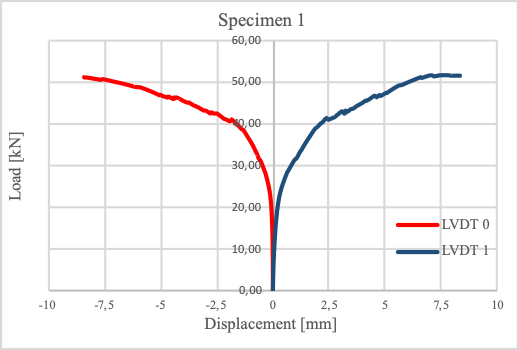 Specimen 1
60,00
50,00
40,00
30,00
20,00
10,00
0,00
-10 -7,5 -5 -2,5 0 2,5 5 7,5 10
Load [kN]
Displacement [mm]
LVDT 0
LVDT 1